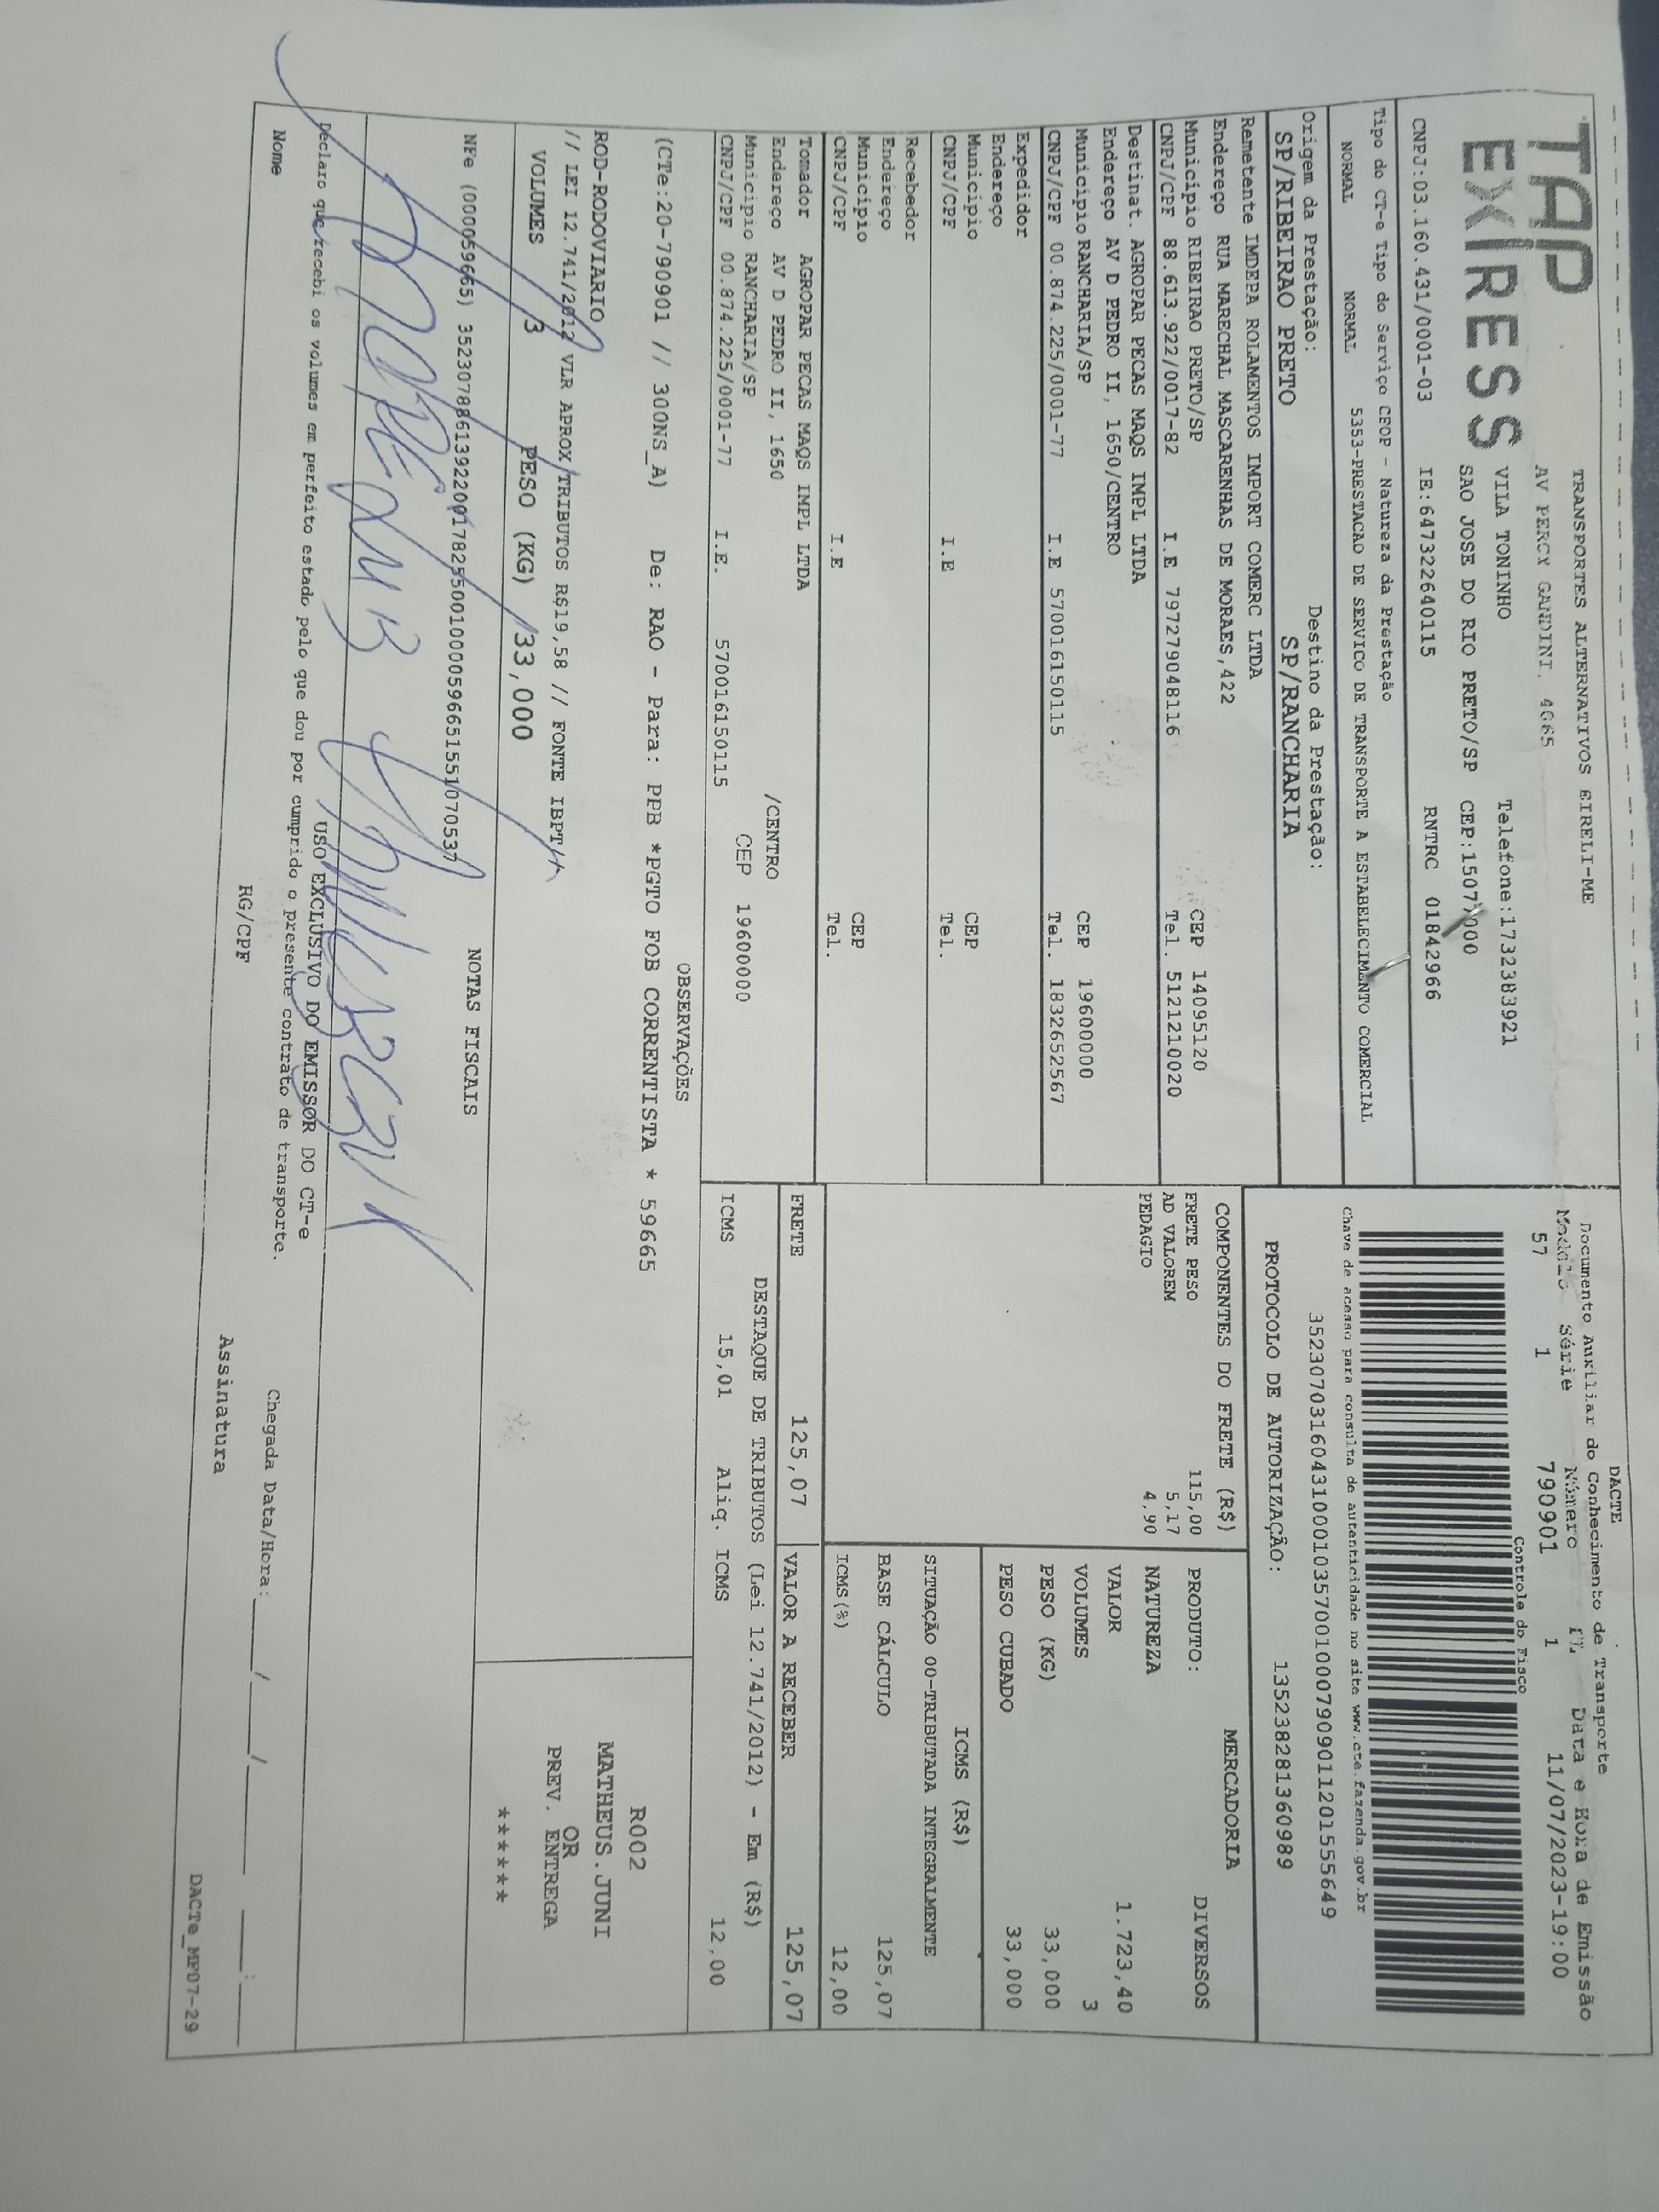 TAP
EXPRESS
TRANSPORTES ALTERNATIVOS EIRELI-ME
AV PERCY GANDINI, 4065
VILA TONINHO Telefone:1732383921
SAO JOSE DO RIO PRETO/SP CEP:15077000
CNPJ:03.160.431/0001-03 IE:647322640115 RNTRC 01842966
Tipo do CT-e Tipo do Serviço CFOP - Natureza da Prestação
NORMAL NORMAL 5353-PRESTACAO DE SERVICO DE TRANSPORTE A ESTABELECIMENTO COMERCIAL
Origem da Prestação: Destino da Prestação:
SP/RIBEIRAO PRETO SP/RANCHARIA
DACTE
Documento Auxiliar do Conhecimento de Transporte
Modelo Série Número FL Data e Hora de Emissão
57 1 790901 1 11/07/2023-19:00
Controle do Fisco
Chave de acesso para consulta de autenticidade no site www.cte.fazenda.gov.br
35230703160431000103570010007909011201555649
PROTOCOLO DE AUTORIZAÇÃO: 135238281360989
Remetente IMDEPA ROLAMENTOS IMPORT COMERC LTDA
Endereço RUA MARECHAL MASCARENHAS DE MORAES,422
Município RIBEIRAO PRETO/SP CEP 14095120
CNPJ/CPF 88.613.922/0017-82 I.E 797279048116 Tel. 5121210020
Destinat. AGROPAR PECAS MAQS IMPL LTDA
Endereço AV D PEDRO II, 1650/CENTRO
Município RANCHARIA/SP CEP 19600000
CNPJ/CPF 00.874.225/0001-77 I.E 570016150115 Tel. 1832652567
Expedidor
Endereço
Município CEP
CNPJ/CPF I.E Tel.
Recebedor
Endereço
Município CEP
CNPJ/CPF I.E Tel.
Tomador AGROPAR PECAS MAQS IMPL LTDA
Endereço AV D PEDRO II, 1650 /CENTRO
Município RANCHARIA/SP CEP 19600000
CNPJ/CPF 00.874.225/0001-77 I.E. 570016150115
COMPONENTES DO FRETE (R$)
FRETE PESO 115,00
AD VALOREM 5,17
PEDAGIO 4,90
MERCADORIA
PRODUTO: DIVERSOS
NATUREZA
VALOR 1.723,40
VOLUMES 3
PESO (KG) 33,000
PESO CUBADO 33,000
ICMS (R$)
SITUAÇÃO 00-TRIBUTADA INTEGRALMENTE
BASE CÁLCULO 125,07
ICMS(%) 12,00
FRETE 125,07 VALOR A RECEBER 125,07
DESTAQUE DE TRIBUTOS (Lei 12.741/2012) - Em (R$)
ICMS 15,01 Aliq. ICMS 12,00
OBSERVAÇÕES
(CTe:20-790901 // 300NS_A) De: RAO - Para: PPB *PGTO FOB CORRENTISTA * 59665
ROD-RODOVIARIO
// LEI 12.741/2012 VLR APROX TRIBUTOS R$19,58 // FONTE IBPT
VOLUMES 3 PESO (KG) 33,000
R002
MATHEUS.JUNI
OR
PREV. ENTREGA
*******
NOTAS FISCAIS
NFe (000059665) 35230788613922001782550010000596651551070537
USO EXCLUSIVO DO EMISSOR DO CT-e
Declaro que recebi os volumes em perfeito estado pelo que dou por cumprido o presente contrato de transporte.
Nome RG/CPF Assinatura Chegada Data/Hora: ____/____/______ ____:____
DACTe_MF07-29